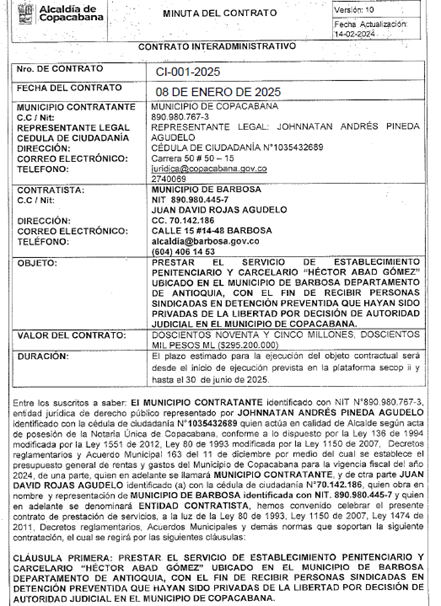 Alcaldía de
Copacabana
MINUTA DEL CONTRATO
Versión: 10
Fecha Actualización:
14-02-2024
CONTRATO INTERADMINISTRATIVO
Nro. DE CONTRATO CI-001-2025
FECHA DEL CONTRATO 08 DE ENERO DE 2025
MUNICIPIO CONTRATANTE MUNICIPIO DE COPACABANA
C.C / Nit: 890.980.767-3
REPRESENTANTE LEGAL REPRESENTANTE LEGAL: JOHNNATAN ANDRÉS PINEDA
CEDULA DE CIUDADANÍA AGUDELO
DIRECCIÓN: CÉDULA DE CIUDADANÍA N°1035432689
CORREO ELECTRÓNICO: Carrera 50 # 50 – 15
TELEFONO: juridica@copacabana.gov.co
2740069
CONTRATISTA: MUNICIPIO DE BARBOSA
C.C / Nit: NIT 890.980.445-7
JUAN DAVID ROJAS AGUDELO
DIRECCIÓN: CC. 70.142.186
CORREO ELECTRÓNICO: CALLE 15 #14-48 BARBOSA
TELÉFONO: alcaldia@barbosa.gov.co
(604) 406 14 53
OBJETO: PRESTAR EL SERVICIO DE ESTABLECIMIENTO
PENITENCIARIO Y CARCELARIO “HÉCTOR ABAD GÓMEZ”
UBICADO EN EL MUNICIPIO DE BARBOSA DEPARTAMENTO
DE ANTIOQUIA, CON EL FIN DE RECIBIR PERSONAS
SINDICADAS EN DETENCIÓN PREVENTIDA QUE HAYAN SIDO
PRIVADAS DE LA LIBERTAD POR DECISIÓN DE AUTORIDAD
JUDICIAL EN EL MUNICIPIO DE COPACABANA.
VALOR DEL CONTRATO: DOSCIENTOS NOVENTA Y CINCO MILLONES, DOSCIENTOS
MIL PESOS ML ($295.200.000)
DURACIÓN: El plazo estimado para la ejecución del objeto contractual será
desde el inicio de ejecución prevista en la plataforma secop ii y
hasta el 30 de junio de 2025.
Entre los suscritos a saber: El MUNICIPIO CONTRATANTE identificado con NIT N°890.980.767-3,
entidad jurídica de derecho público representado por JOHNNATAN ANDRÉS PINEDA AGUDELO
identificado con la cédula de ciudadanía N°1035432689 quien actúa en calidad de Alcalde según acta
de posesión de la Notaría Única de Copacabana, conforme a lo dispuesto por la Ley 136 de 1994
modificada por la Ley 1551 de 2012, Ley 80 de 1993 modificada por la Ley 1150 de 2007, Decretos
reglamentarios y Acuerdo Municipal 163 del 11 de diciembre por medio del cual se establece el
presupuesto general de rentas y gastos del Municipio de Copacabana para la vigencia fiscal del año
2024, de una parte, quien en adelante se llamará MUNICIPIO CONTRATANTE, y de otra parte JUAN
DAVID ROJAS AGUDELO identificado (a) con la cédula de ciudadanía N°70.142.186, quien obra en
nombre y representación de MUNICIPIO DE BARBOSA identificada con NIT. 890.980.445-7 y quien
en adelante se denominará ENTIDAD CONTRATISTA, hemos convenido celebrar el presente
contrato de prestación de servicios, a la luz de la Ley 80 de 1993, Ley 1150 de 2007, Ley 1474 de
2011, Decretos reglamentarios, Acuerdos Municipales y demás normas que soportan la siguiente
contratación, el cual se regirá por las siguientes cláusulas:
CLÁUSULA PRIMERA: PRESTAR EL SERVICIO DE ESTABLECIMIENTO PENITENCIARIO Y
CARCELARIO “HÉCTOR ABAD GÓMEZ” UBICADO EN EL MUNICIPIO DE BARBOSA
DEPARTAMENTO DE ANTIOQUIA, CON EL FIN DE RECIBIR PERSONAS SINDICADAS EN
DETENCIÓN PREVENTIDA QUE HAYAN SIDO PRIVADAS DE LA LIBERTAD POR DECISIÓN DE
AUTORIDAD JUDICIAL EN EL MUNICIPIO DE COPACABANA.